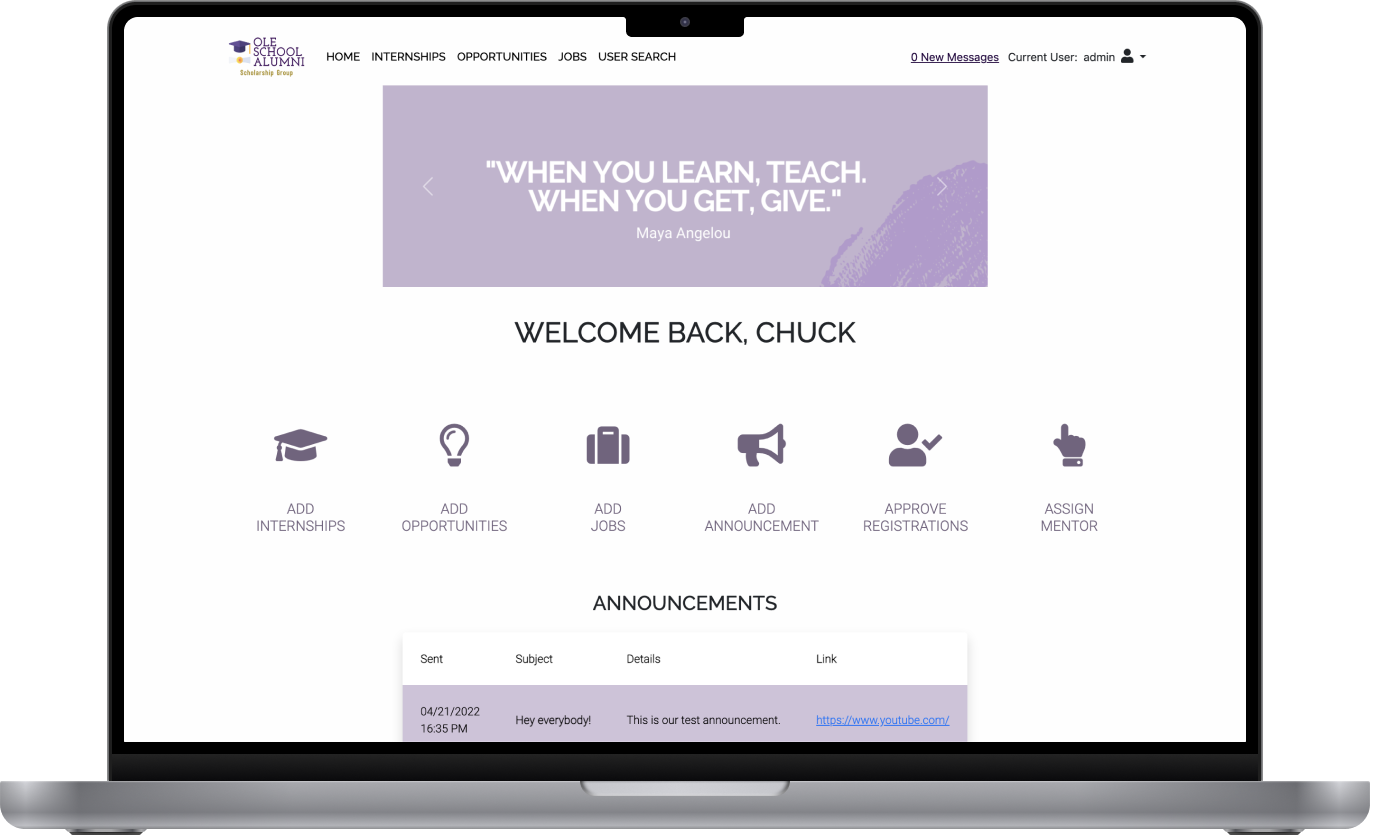 OLE
SCHOOL
ALUMNI
Scholarship Group
HOME INTERNSHIPS OPPORTUNITIES JOBS USER SEARCH
0 New Messages Current User: admin
"WHEN YOU LEARN, TEACH.
WHEN YOU GET, GIVE."
Maya Angelou
WELCOME BACK, CHUCK
ADD
INTERNSHIPS
ADD
OPPORTUNITIES
ADD
JOBS
ADD
ANNOUNCEMENT
APPROVE
REGISTRATIONS
ASSIGN
MENTOR
ANNOUNCEMENTS
Sent Subject Details Link
04/21/2022
16:35 PM
Hey everybody!
This is our test announcement.
https://www.youtube.com/